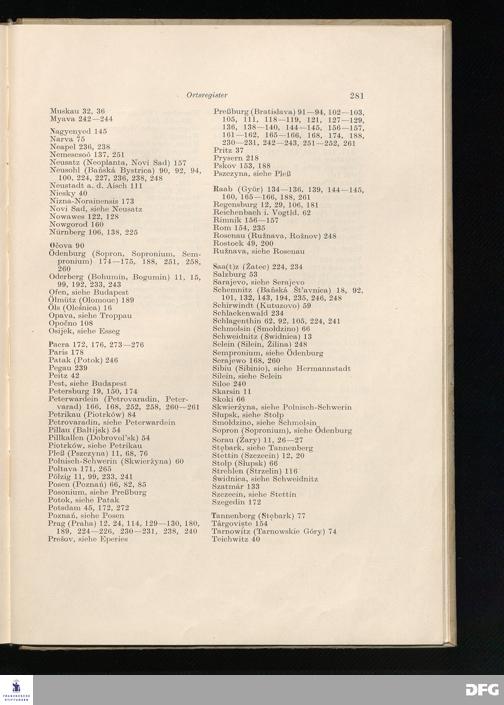 Ortsregister 281
Muskau 32, 36
Myava 242—244
Nagyenyed 145
Narva 75
Neapel 236, 238
Nemescsoó 137, 251
Neusatz (Neoplanta, Novi Sad) 157
Neusohl (Baňská Bystrica) 90, 92, 94,
100, 224, 227, 236, 238, 248
Neustadt a. d. Aisch 111
Niesky 40
Nizna-Norainensis 173
Novi Sad, siehe Neusatz
Nowawes 122, 128
Nowgorod 160
Nürnberg 106, 138, 225
Očova 90
Ödenburg (Sopron, Sopronium, Sem-
pronium) 174—175, 188, 251, 258,
260
Oderberg (Bohumin, Bogumin) 11, 15,
99, 192, 233, 243
Ofen, siehe Budapest
Ölmütz (Olomouc) 189
Öls (Oleśnica) 16
Opava, siehe Troppau
Opočno 108
Osijek, siehe Esseg
Pacra 172, 176, 273—276
Paris 178
Patak (Potok) 246
Pegau 239
Peitz 42
Pest, siehe Budapest
Petersburg 19, 150, 174
Peterwardein (Petrovaradin, Peter-
varad) 166, 168, 252, 258, 260—261
Petrikau (Piotrków) 84
Petrovaradin, siehe Peterwardein
Pillau (Baltijsk) 54
Pillkallen (Dobrovol'sk) 54
Piotrków, siehe Petrikau
Pleß (Pszczyna) 11, 68, 76
Polnisch-Schwerin (Skwierżyna) 60
Poltava 171, 265
Pölzig 11, 99, 233, 241
Posen (Poznań) 66, 82, 85
Posonium, siehe Preßburg
Potok, siehe Patak
Potsdam 45, 172, 272
Poznań, siehe Posen
Prag (Praha) 12, 24, 114, 129—130, 180,
189, 224—226, 230—231, 238, 240
Prešov, siehe Eperies
Preßburg (Bratislava) 91—94, 102—103,
105, 111, 118—119, 121, 127—129,
136, 138—140, 144—145, 156—157,
161—162, 165—166, 168, 174, 188,
230—231, 242—243, 251—252, 261
Pritz 37
Prysern 218
Pskov 153, 188
Pszczyna, siehe Pleß
Raab (Györ) 134—136, 139, 144—145,
160, 165—166, 188, 261
Regensburg 12, 29, 106, 181
Reichenbach i. Vogtld. 62
Rimnik 156—157
Rom 154, 235
Rosenau (Ružnava, Rožnov) 248
Rostock 49, 200
Ružnava, siehe Rosenau
Saa(t)z (Žatec) 224, 234
Salzburg 53
Sarajevo, siehe Serajevo
Schemnitz (Baňská Št'avnica) 18, 92,
101, 132, 143, 194, 235, 246, 248
Schirwindt (Kutuzovo) 59
Schlackenwald 234
Schlagenthin 62, 92, 105, 224, 241
Schmolsin (Smołdzino) 66
Schweidnitz (Świdnica) 13
Selein (Silein, Žilina) 248
Sempronium, siehe Ödenburg
Serajewo 168, 260
Sibiu (Sibinio), siehe Hermannstadt
Silein, siehe Selein
Siloe 240
Skarsin 11
Skoki 66
Skwierżyna, siehe Polnisch-Schwerin
Słupsk, siehe Stolp
Smołdzino, siehe Schmolsin
Sopron (Sopronium), siehe Ödenburg
Sorau (Żary) 11, 26—27
Stębark, siehe Tannenberg
Stettin (Szczecin) 12, 20
Stolp (Słupsk) 66
Strehlen (Strzelin) 116
Świdnica, siehe Schweidnitz
Szatmár 133
Szczecin, siehe Stettin
Szegedin 172
Tannenberg (Stębark) 77
Târgoviște 154
Tarnowitz (Tarnowskie Góry) 74
Teichwitz 40
FRANCKESCHE
STIFTUNGEN
DFG